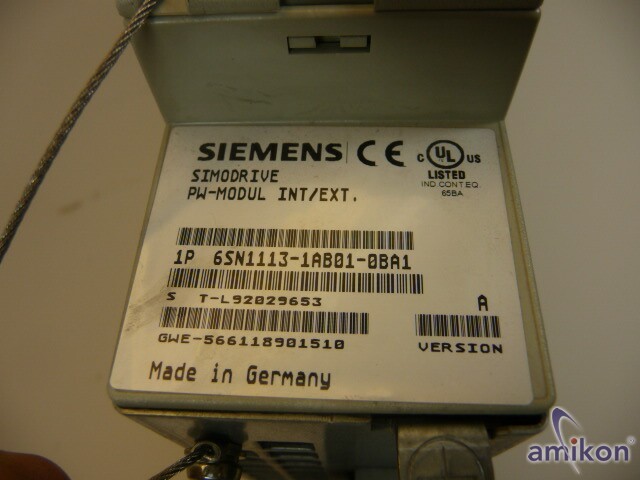 SIEMENS CE C UL US
LISTED
IND.CONT.EQ.
65BA
SIMODRIVE
PW-MODUL INT/EXT.
1P 6SN1113-1AB01-0BA1
S T-L92029653
A
GWE-566118901510
VERSION
Made in Germany
amikon